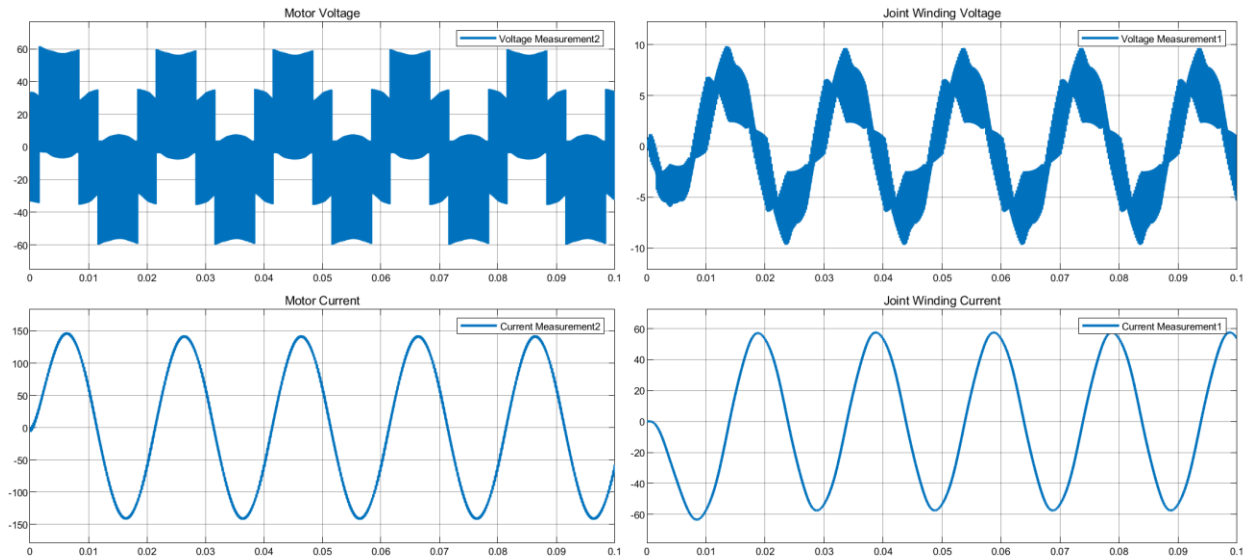 Motor Voltage
Voltage Measurement2
60
40
20
0
-20
-40
-60
0 0.01 0.02 0.03 0.04 0.05 0.06 0.07 0.08 0.09 0.1
Joint Winding Voltage
Voltage Measurement1
10
5
0
-5
-10
0 0.01 0.02 0.03 0.04 0.05 0.06 0.07 0.08 0.09 0.1
Motor Current
Current Measurement2
150
100
50
0
-50
-100
-150
0 0.01 0.02 0.03 0.04 0.05 0.06 0.07 0.08 0.09 0.1
Joint Winding Current
Current Measurement1
60
40
20
0
-20
-40
-60
0 0.01 0.02 0.03 0.04 0.05 0.06 0.07 0.08 0.09 0.1